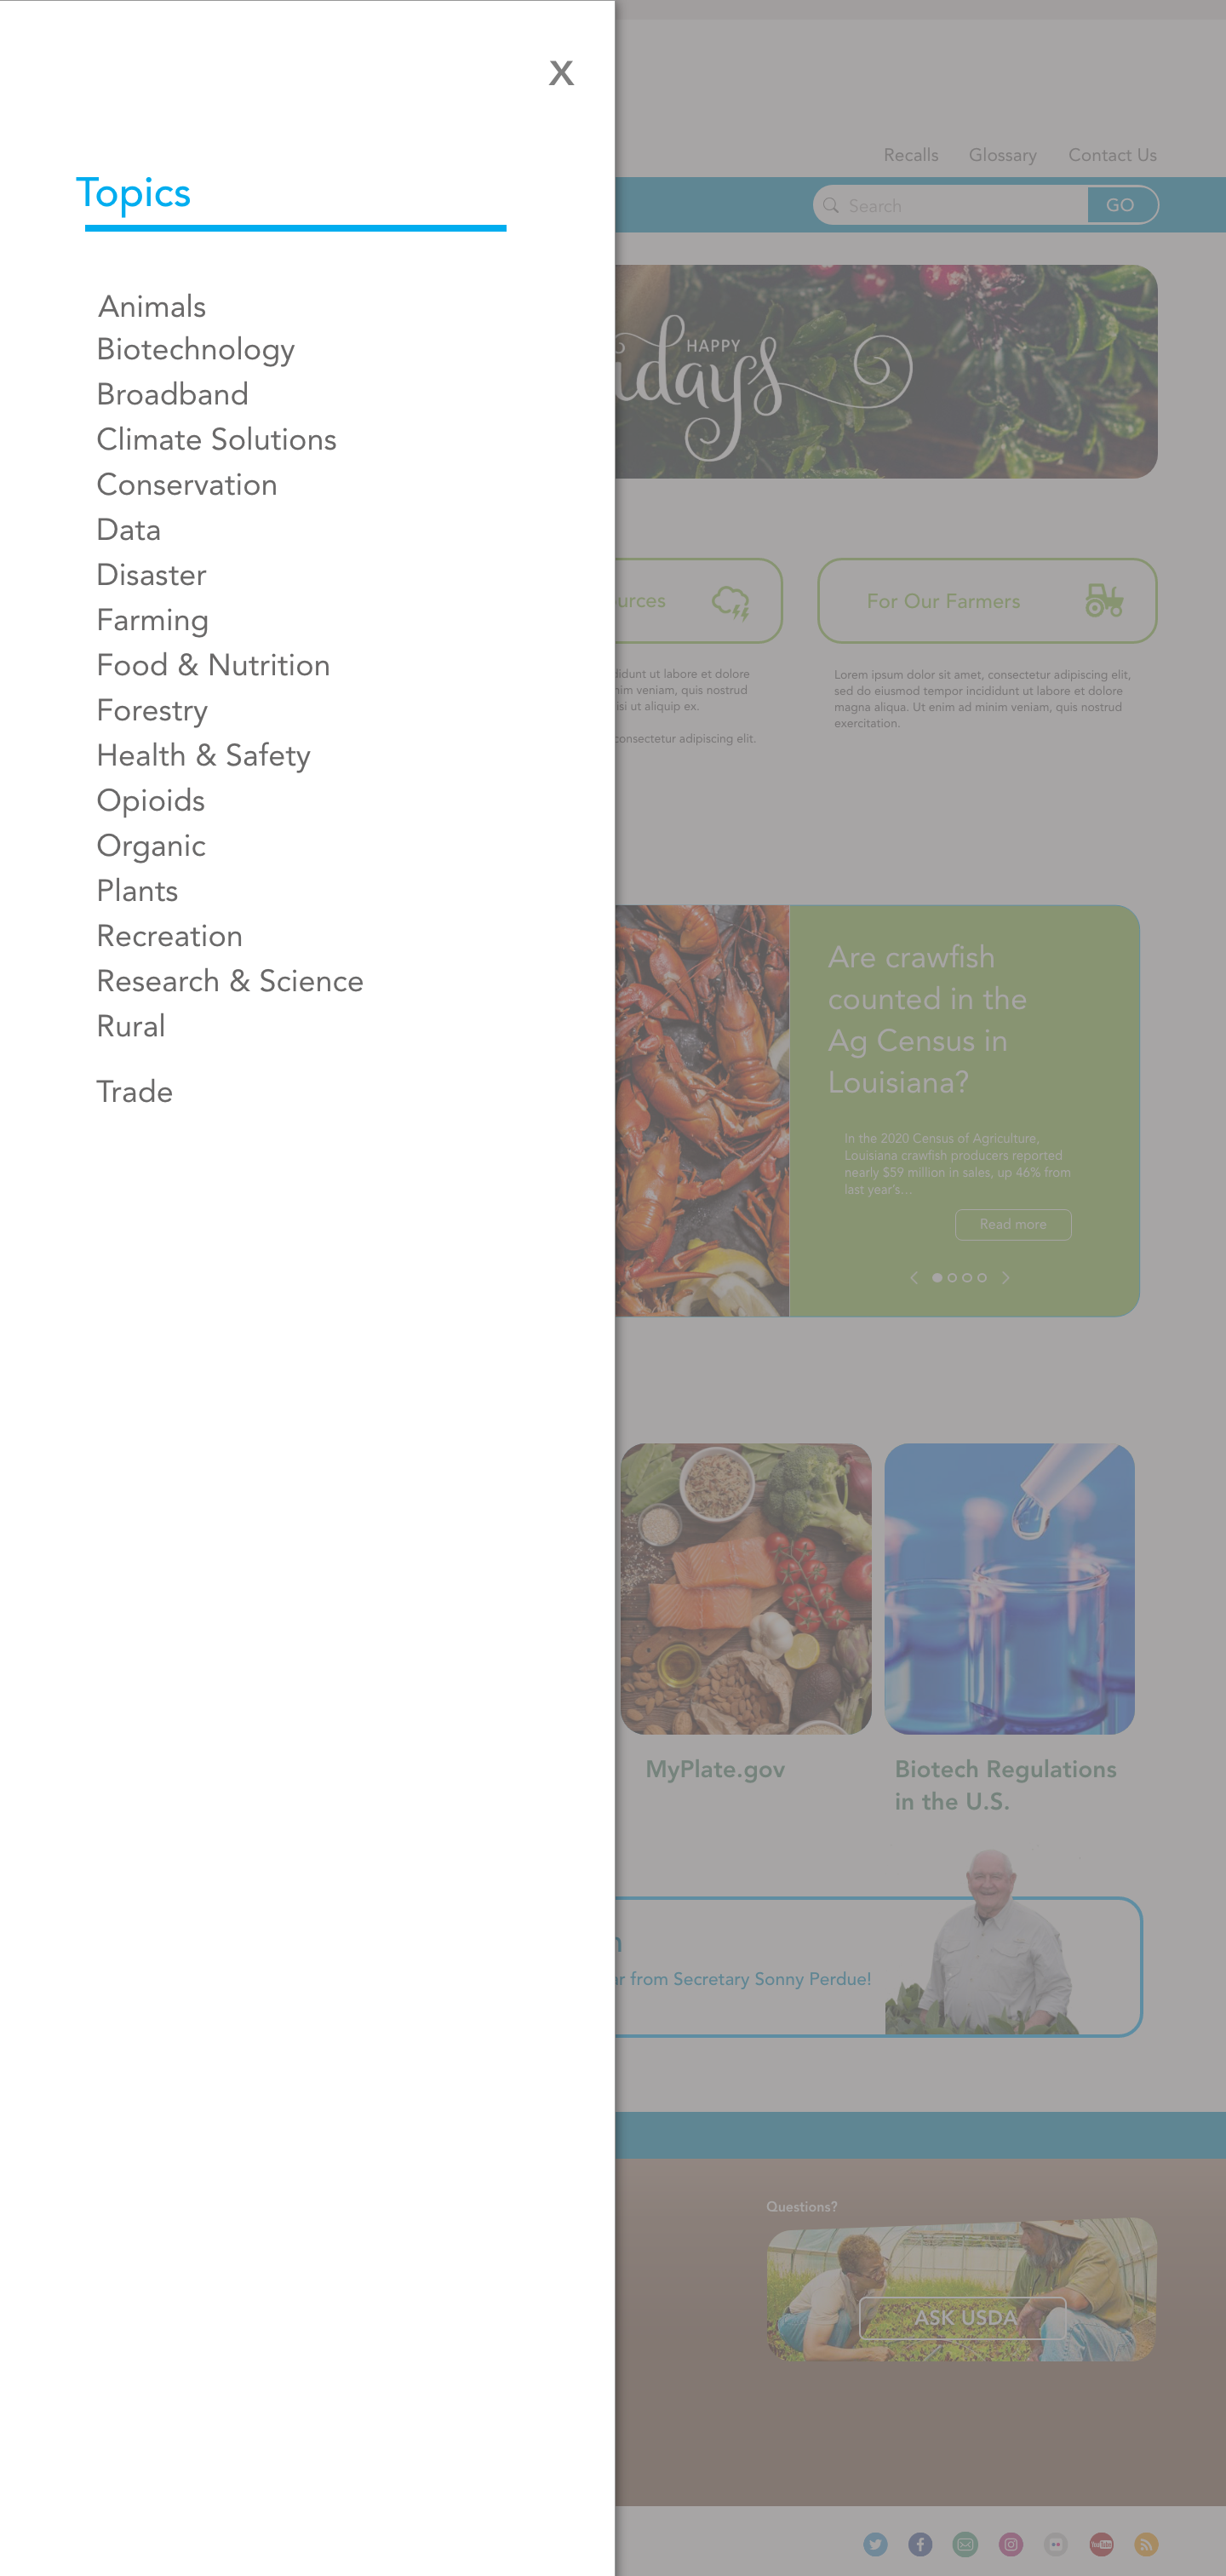 X
Recalls Glossary Contact Us
Topics
Search GO
Animals
Biotechnology
Broadband
Climate Solutions
Conservation
Data
Disaster
Farming
Food & Nutrition
Forestry
Health & Safety
Opioids
Organic
Plants
Recreation
Research & Science
Rural
Trade
HAPPY
For Our Farmers
ut labore et dolore
veniam, quis nostrud
ut aliquip ex.
consectetur adipiscing elit.
Lorem ipsum dolor sit amet, consectetur adipiscing elit,
sed do eiusmod tempor incididunt ut labore et dolore
magna aliqua. Ut enim ad minim veniam, quis nostrud
exercitation.
Are crawfish
counted in the
Ag Census in
Louisiana?
In the 2020 Census of Agriculture.
Louisiana crawfish producers reported
nearly $59 million in sales, up 46% from
last year's...
Read more
MyPlate.gov
Biotech Regulations
in the U.S.
from Secretary Sonny Perdue!
Questions?
ASK USDA
YouTube